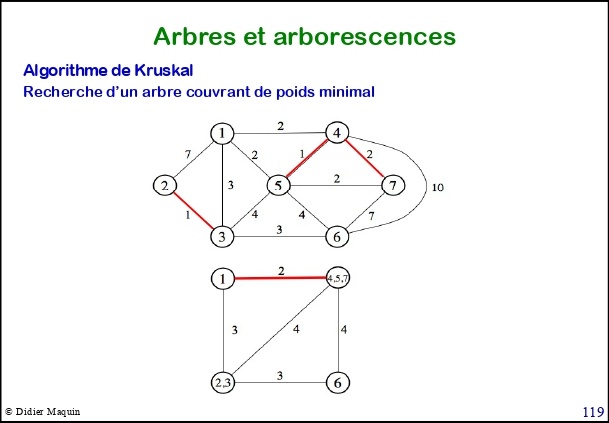 Arbres et arborescences
Algorithme de Kruskal
Recherche d'un arbre couvrant de poids minimal
1 2 4
7 2 1 2
2 3 5 2 7 10
1 4 4 7
3 3 6
1 2 4,5,7
3 4 4
2,3 3 6
© Didier Maquin 119